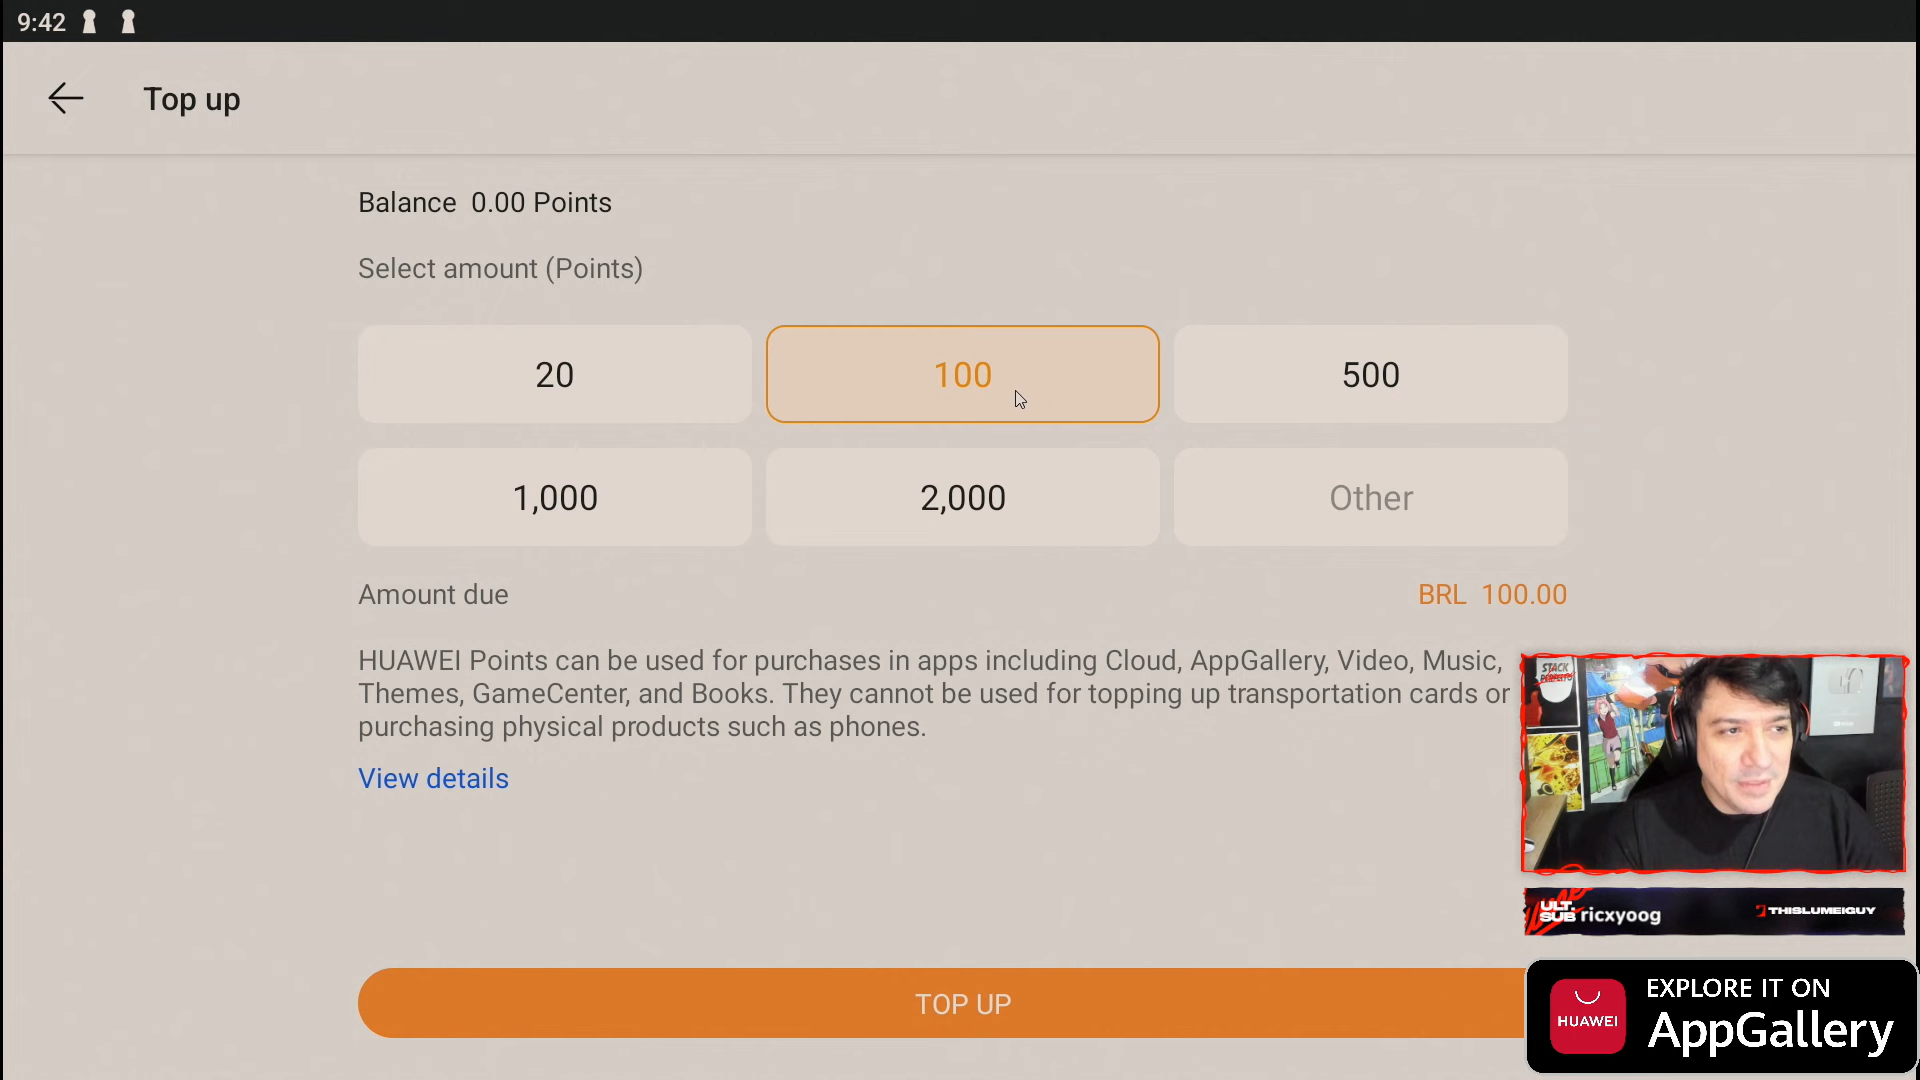 9:42
Top up
Balance 0.00 Points
Select amount (Points)
20
100
500
1,000
2,000
Other
Amount due
BRL 100.00
HUAWEI Points can be used for purchases in apps including Cloud, AppGallery, Video, Music,
Themes, GameCenter, and Books. They cannot be used for topping up transportation cards or
purchasing physical products such as phones.
View details
STACK
ULT.
SUB ricxyoog
THISLUMEIGUY
TOP UP
EXPLORE IT ON
HUAWEI
AppGallery